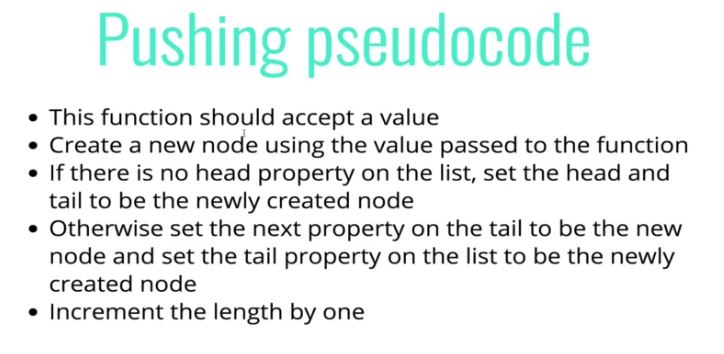 Pushing pseudocode
• This function should accept a value
• Create a new node using the value passed to the function
• If there is no head property on the list, set the head and
tail to be the newly created node
• Otherwise set the next property on the tail to be the new
node and set the tail property on the list to be the newly
created node
• Increment the length by one